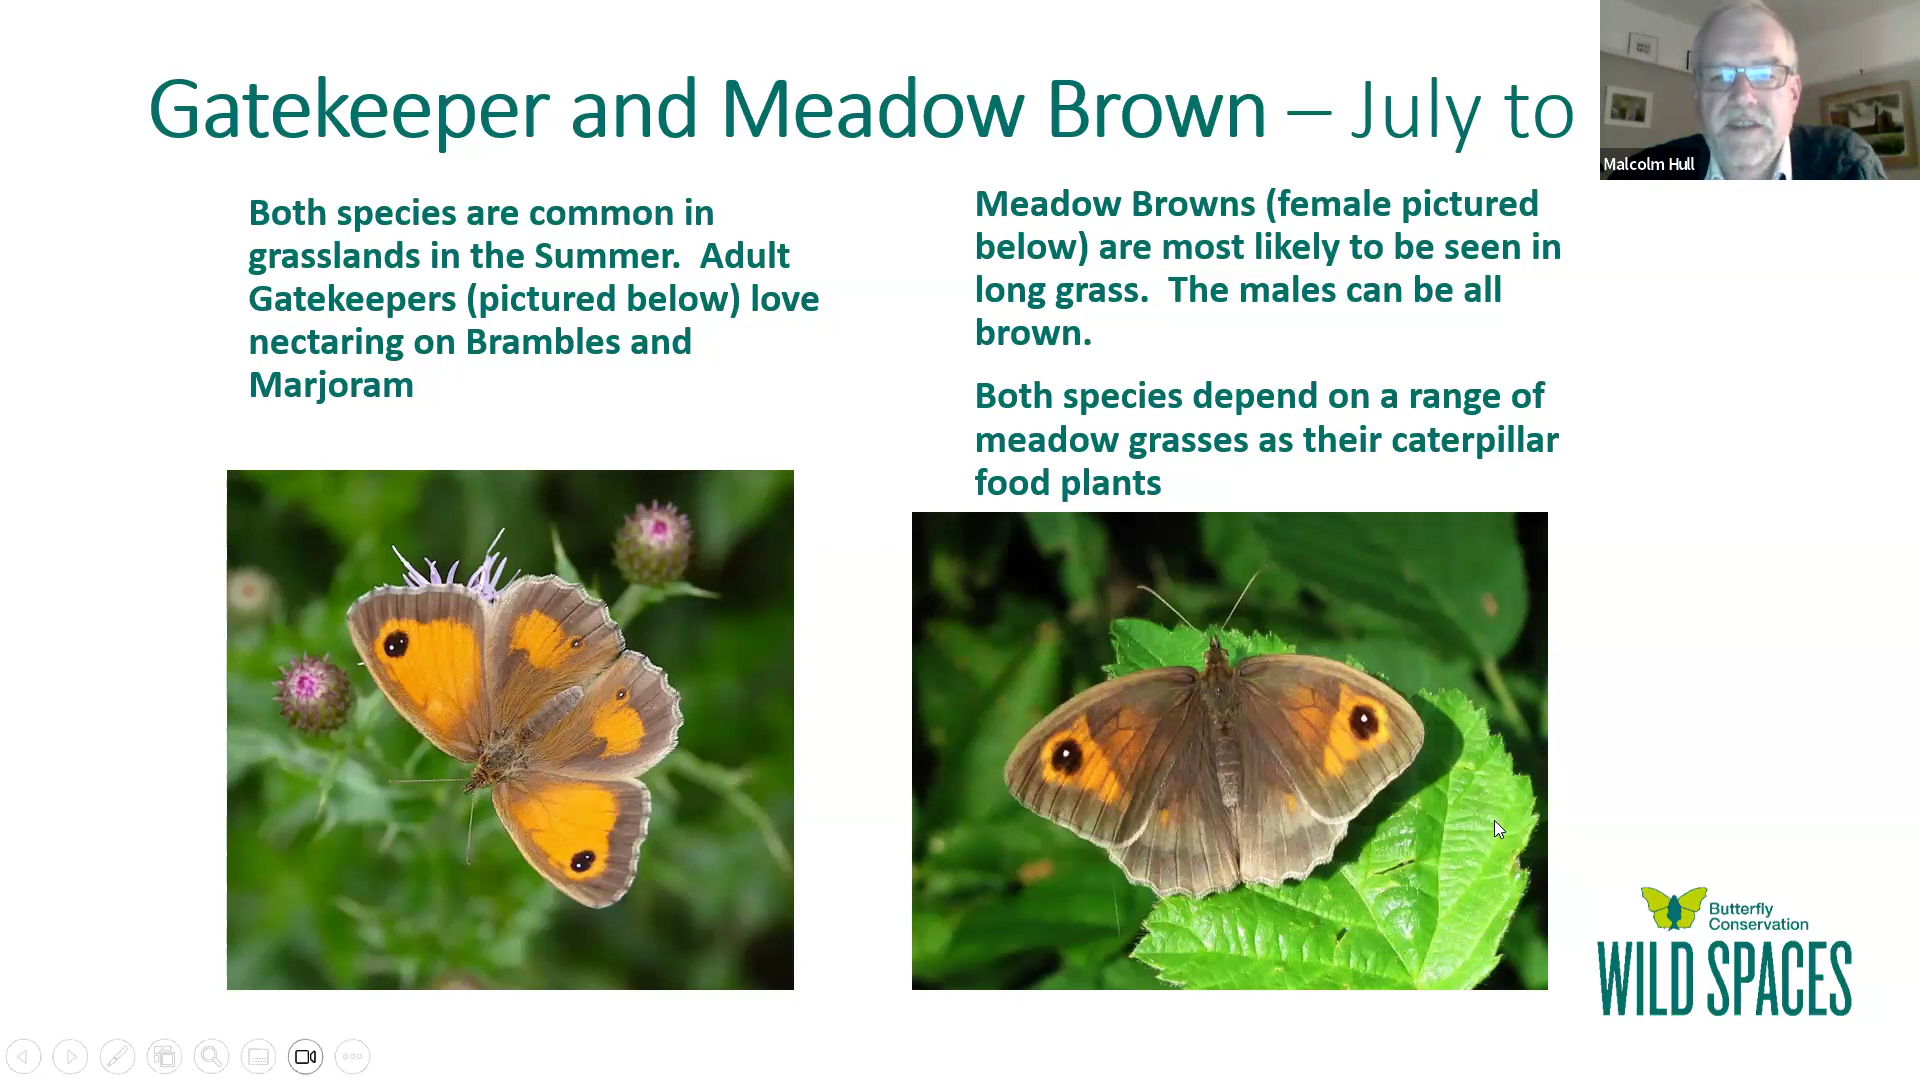 Gatekeeper and Meadow Brown – July to
Malcolm Hull
Both species are common in
grasslands in the Summer.  Adult
Gatekeepers (pictured below) love
nectaring on Brambles and
Marjoram
Meadow Browns (female pictured
below) are most likely to be seen in
long grass.  The males can be all
brown.
Both species depend on a range of
meadow grasses as their caterpillar
food plants
Butterfly
Conservation
WILD SPACES